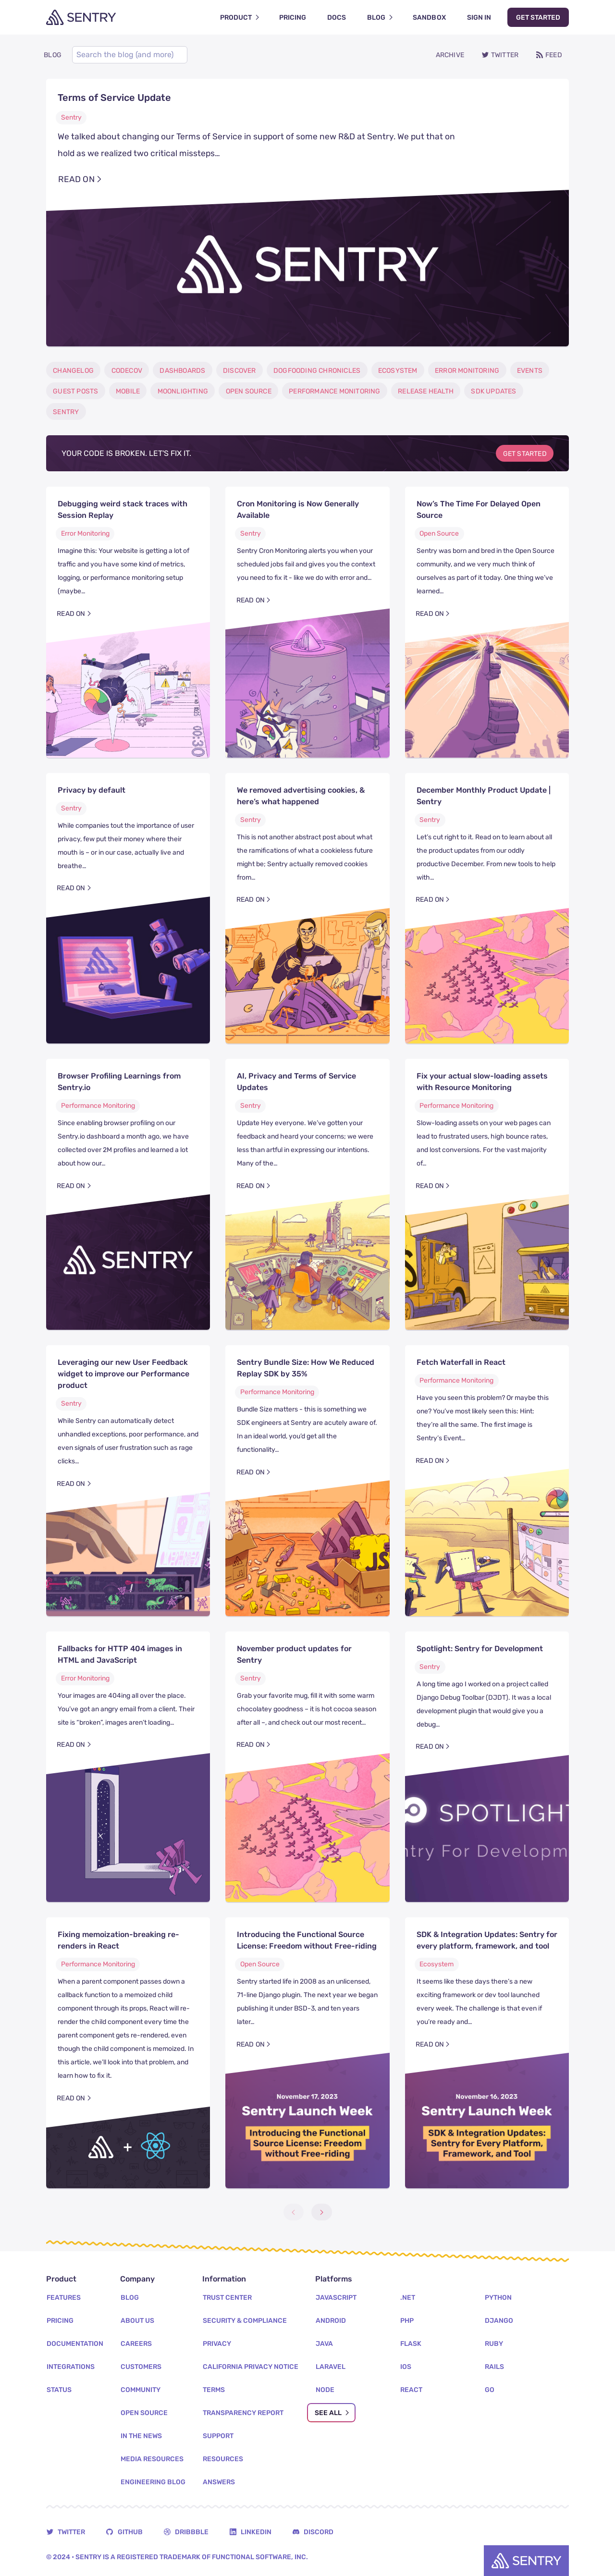 SENTRY
PRODUCT
PRICING
DOCS
BLOG
SANDBOX
SIGN IN
GET STARTED
BLOG
Search the blog (and more)
ARCHIVE
TWITTER
FEED
Terms of Service Update
Sentry
We talked about changing our Terms of Service in support of some new R&D at Sentry. We put that on
hold as we realized two critical missteps…
READ ON
SENTRY
CHANGELOG
CODECOV
DASHBOARDS
DISCOVER
DOGFOODING CHRONICLES
ECOSYSTEM
ERROR MONITORING
EVENTS
GUEST POSTS
MOBILE
MOONLIGHTING
OPEN SOURCE
PERFORMANCE MONITORING
RELEASE HEALTH
SDK UPDATES
SENTRY
YOUR CODE IS BROKEN. LET'S FIX IT.
GET STARTED
Debugging weird stack traces with
Session Replay
Error Monitoring
Imagine this: Your website is getting a lot of
traffic and you have some kind of metrics,
logging, or performance monitoring setup
(maybe…
READ ON
Cron Monitoring is Now Generally
Available
Sentry
Sentry Cron Monitoring alerts you when your
scheduled jobs fail and gives you the context
you need to fix it - like we do with error and…
READ ON
Now's The Time For Delayed Open
Source
Open Source
Sentry was born and bred in the Open Source
community, and we very much think of
ourselves as part of it today. One thing we've
learned…
READ ON
Privacy by default
Sentry
While companies tout the importance of user
privacy, few put their money where their
mouth is – or in our case, actually live and
breathe…
READ ON
We removed advertising cookies, &
here's what happened
Sentry
This is not another abstract post about what
the ramifications of what a cookieless future
might be; Sentry actually removed cookies
from…
READ ON
December Monthly Product Update |
Sentry
Sentry
Let's cut right to it. Read on to learn about all
the product updates from our oddly
productive December. From new tools to help
with…
READ ON
Browser Profiling Learnings from
Sentry.io
Performance Monitoring
Since enabling browser profiling on our
Sentry.io dashboard a month ago, we have
collected over 2M profiles and learned a lot
about how our…
READ ON
SENTRY
AI, Privacy and Terms of Service
Updates
Sentry
Update Hey everyone. We've gotten your
feedback and heard your concerns; we were
less than artful in expressing our intentions.
Many of the…
READ ON
Fix your actual slow-loading assets
with Resource Monitoring
Performance Monitoring
Slow-loading assets on your web pages can
lead to frustrated users, high bounce rates,
and lost conversions. For the vast majority
of…
READ ON
Leveraging our new User Feedback
widget to improve our Performance
product
Sentry
While Sentry can automatically detect
unhandled exceptions, poor performance, and
even signals of user frustration such as rage
clicks…
READ ON
Sentry Bundle Size: How We Reduced
Replay SDK by 35%
Performance Monitoring
Bundle Size matters - this is something we
SDK engineers at Sentry are acutely aware of.
In an ideal world, you'd get all the
functionality…
READ ON
JS
Fetch Waterfall in React
Performance Monitoring
Have you seen this problem? Or maybe this
one? You've most likely seen this: Hint:
they're all the same. The first image is
Sentry's Event…
READ ON
Fallbacks for HTTP 404 images in
HTML and JavaScript
Error Monitoring
Your images are 404ing all over the place.
You've got an angry email from a client. Their
site is "broken", images aren't loading…
READ ON
November product updates for
Sentry
Sentry
Grab your favorite mug, fill it with some warm
chocolatey goodness – it is hot cocoa season
after all –, and check out our most recent…
READ ON
Spotlight: Sentry for Development
Sentry
A long time ago I worked on a project called
Django Debug Toolbar (DJDT). It was a local
development plugin that would give you a
debug…
READ ON
SPOTLIGHT
ntry For Developmen
Fixing memoization-breaking re-
renders in React
Performance Monitoring
When a parent component passes down a
callback function to a memoized child
component through its props, React will re-
render the child component every time the
parent component gets re-rendered, even
though the child component is memoized. In
this article, we'll look into that problem, and
learn how to fix it.
READ ON
+
Introducing the Functional Source
License: Freedom without Free-riding
Open Source
Sentry started life in 2008 as an unlicensed,
71-line Django plugin. The next year we began
publishing it under BSD-3, and ten years
later…
READ ON
November 17, 2023
Sentry Launch Week
Introducing the Functional
Source License: Freedom
without Free-riding
SDK & Integration Updates: Sentry for
every platform, framework, and tool
Ecosystem
It seems like these days there's a new
exciting framework or dev tool launched
every week. The challenge is that even if
you're ready and…
READ ON
November 16, 2023
Sentry Launch Week
SDK & Integration Updates:
Sentry for Every Platform,
Framework, and Tool
Product
FEATURES
PRICING
DOCUMENTATION
INTEGRATIONS
STATUS
Company
BLOG
ABOUT US
CAREERS
CUSTOMERS
COMMUNITY
OPEN SOURCE
IN THE NEWS
MEDIA RESOURCES
ENGINEERING BLOG
Information
TRUST CENTER
SECURITY & COMPLIANCE
PRIVACY
CALIFORNIA PRIVACY NOTICE
TERMS
TRANSPARENCY REPORT
SUPPORT
RESOURCES
ANSWERS
Platforms
JAVASCRIPT
ANDROID
JAVA
LARAVEL
NODE
.NET
PHP
FLASK
IOS
REACT
PYTHON
DJANGO
RUBY
RAILS
GO
SEE ALL
TWITTER
GITHUB
DRIBBBLE
LINKEDIN
DISCORD
© 2024 • SENTRY IS A REGISTERED TRADEMARK OF FUNCTIONAL SOFTWARE, INC.
SENTRY